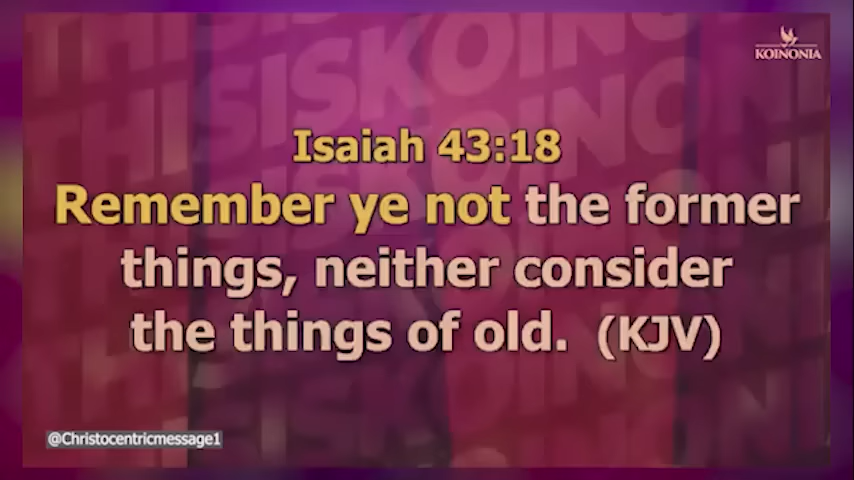 KOINONIA
Isaiah 43:18
Remember ye not the former
things, neither consider
the things of old. (KJV)
@Christocentricmessage1